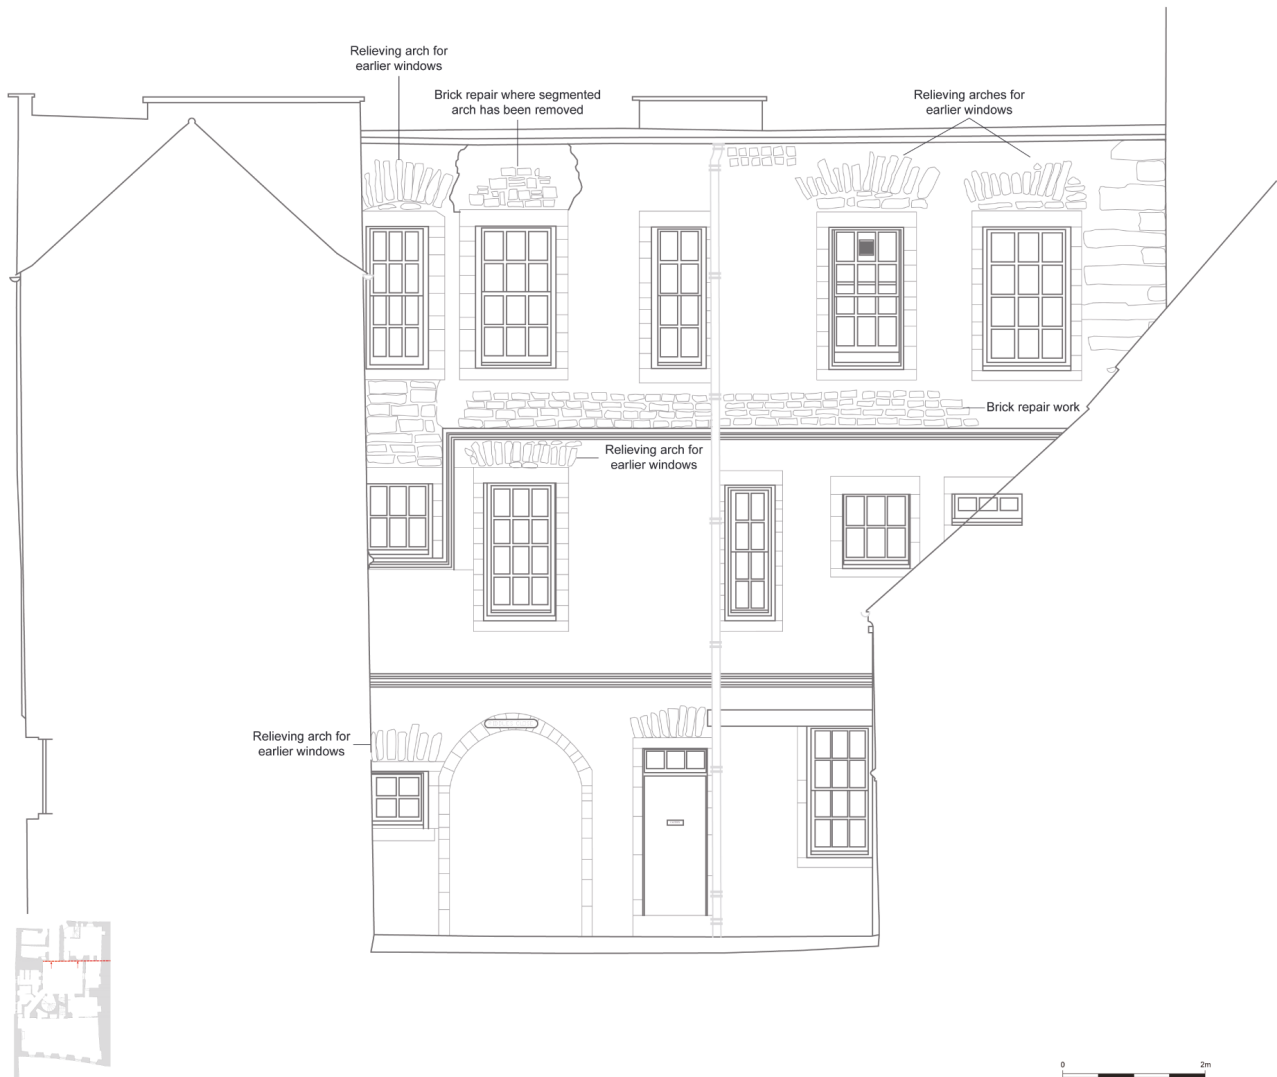 Relieving arch for
earlier windows
Brick repair where segmented
arch has been removed
Relieving arches for
earlier windows
Brick repair work
Relieving arch for
earlier windows
Relieving arch for
earlier windows
0
2m